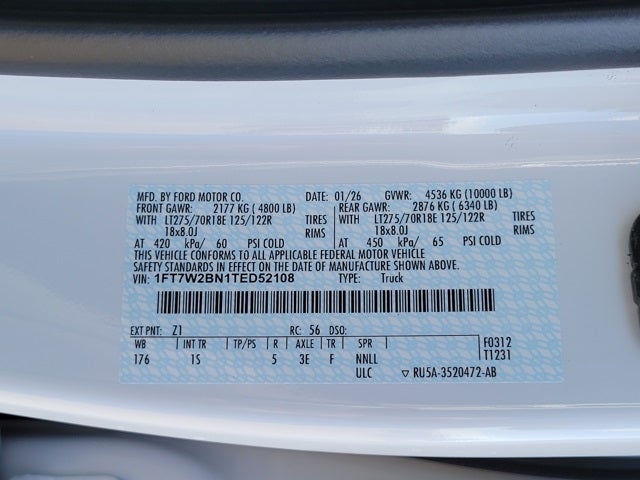 MFD. BY FORD MOTOR CO. DATE: 01/26 GVWR: 4536 KG (10000 LB)
FRONT GAWR: 2177 KG ( 4800 LB) REAR GAWR: 2876 KG ( 6340 LB)
WITH LT275/70R18E 125/122R TIRES WITH LT275/70R18E 125/122R TIRES
18x8.0J RIMS 18x8.0J RIMS
AT 420 kPa/ 60 PSI COLD AT 450 kPa/ 65 PSI COLD
THIS VEHICLE CONFORMS TO ALL APPLICABLE FEDERAL MOTOR VEHICLE
SAFETY STANDARDS IN EFFECT ON THE DATE OF MANUFACTURE SHOWN ABOVE.
VIN: 1FT7W2BN1TED52108 TYPE: Truck
EXT PNT: Z1 RC: 56 DSO:
WB INT TR TP/PS R AXLE TR SPR F0312
176 1S 5 3E F NNLL T1231
ULC ▽ RU5A-3520472-AB